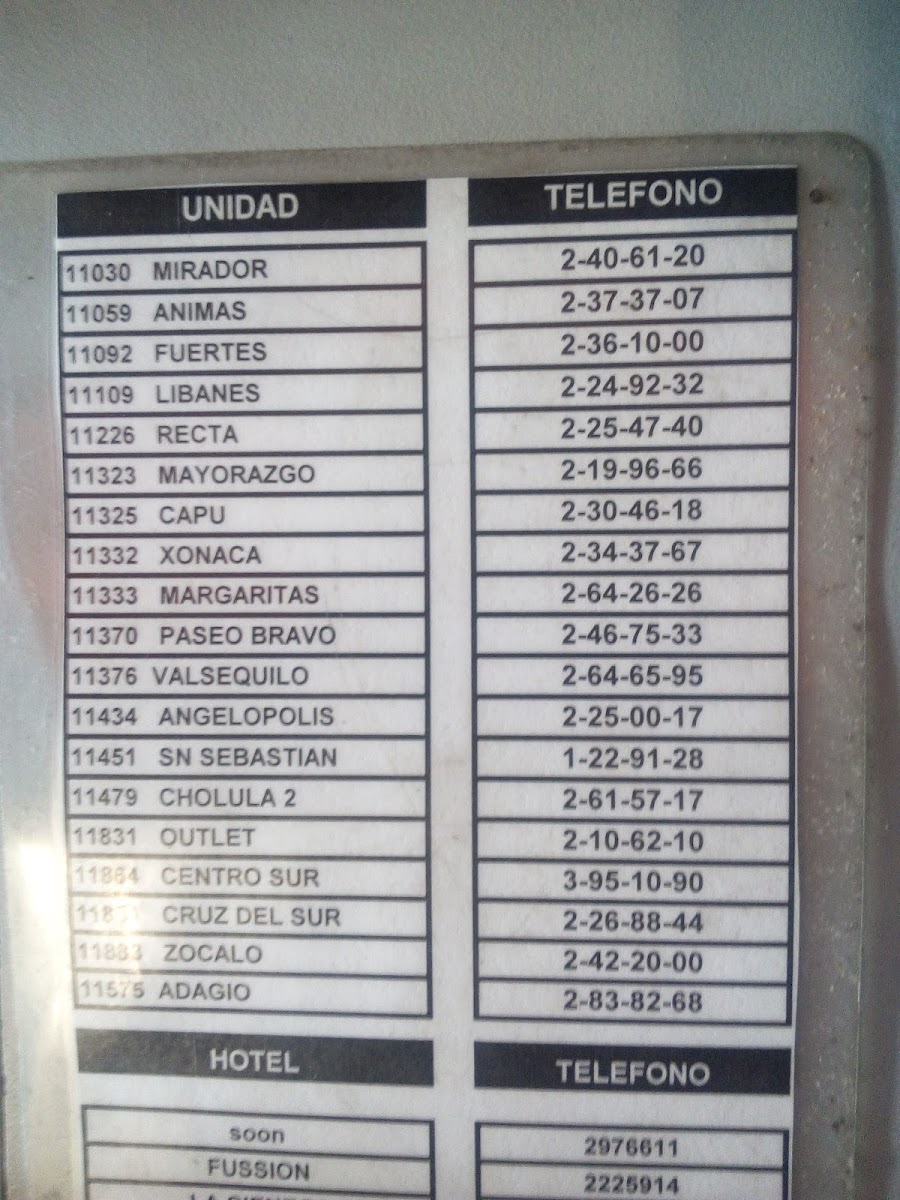 UNIDAD TELEFONO
11030 MIRADOR 2-40-61-20
11059 ANIMAS 2-37-37-07
11092 FUERTES 2-36-10-00
11109 LIBANES 2-24-92-32
11226 RECTA 2-25-47-40
11323 MAYORAZGO 2-19-96-66
11325 CAPU 2-30-46-18
11332 XONACA 2-34-37-67
11333 MARGARITAS 2-64-26-26
11370 PASEO BRAVO 2-46-75-33
11376 VALSEQUILO 2-64-65-95
11434 ANGELOPOLIS 2-25-00-17
11451 SN SEBASTIAN 1-22-91-28
11479 CHOLULA 2 2-61-57-17
11831 OUTLET 2-10-62-10
11864 CENTRO SUR 3-95-10-90
CRUZ DEL SUR 2-26-88-44
11883 ZOCALO 2-42-20-00
11575 ADAGIO 2-83-82-68
HOTEL TELEFONO
soon 2976611
FUSSION 2225914